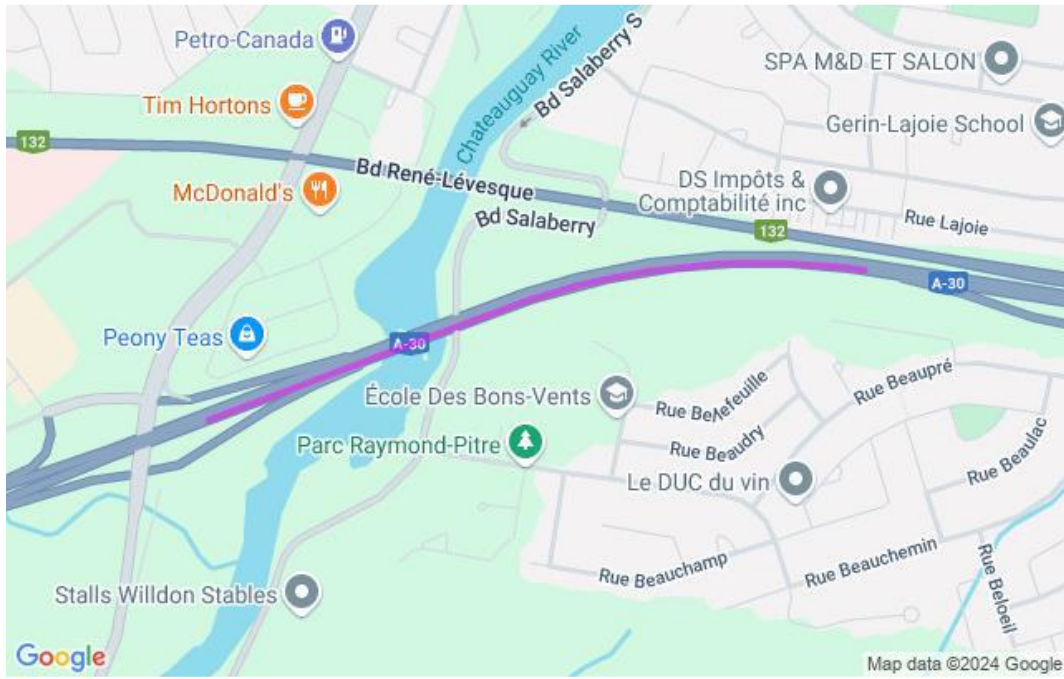 Petro-Canada
Chateauguay River
Bd Salaberry S
SPA M&D ET SALON
Tim Hortons
Gerin-Lajoie School
132
Bd René-Lévesque
McDonald's
DS Impôts &
Comptabilité inc
Rue Lajoie
Bd Salaberry
132
A-30
Peony Teas
A-30
École Des Bons-Vents
Rue Beaupré
Parc Raymond-Pitre
Rue Beaudry
Rue Beaulac
Le DUC du vin
Rue Beauchamp
Rue Beauchemin
Rue Beloeil
Stalls Willdon Stables
Google
Map data ©2024 Google